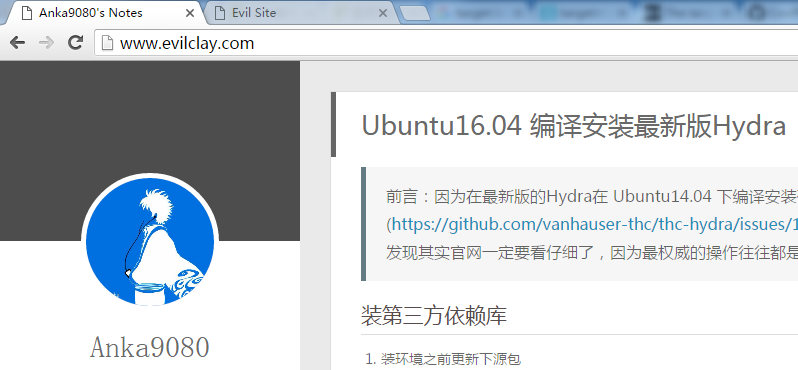 Anka9080's Notes
Evil Site
www.evilclay.com
Ubuntu16.04 编译安装最新版Hydra
前言：因为在最新版的Hydra在 Ubuntu14.04 下编译安装
(https://github.com/vanhauser-thc/thc-hydra/issues/1
发现其实官网一定要看仔细了，因为最权威的操作往往都是
装第三方依赖库
1. 装环境之前更新下源包
Anka9080